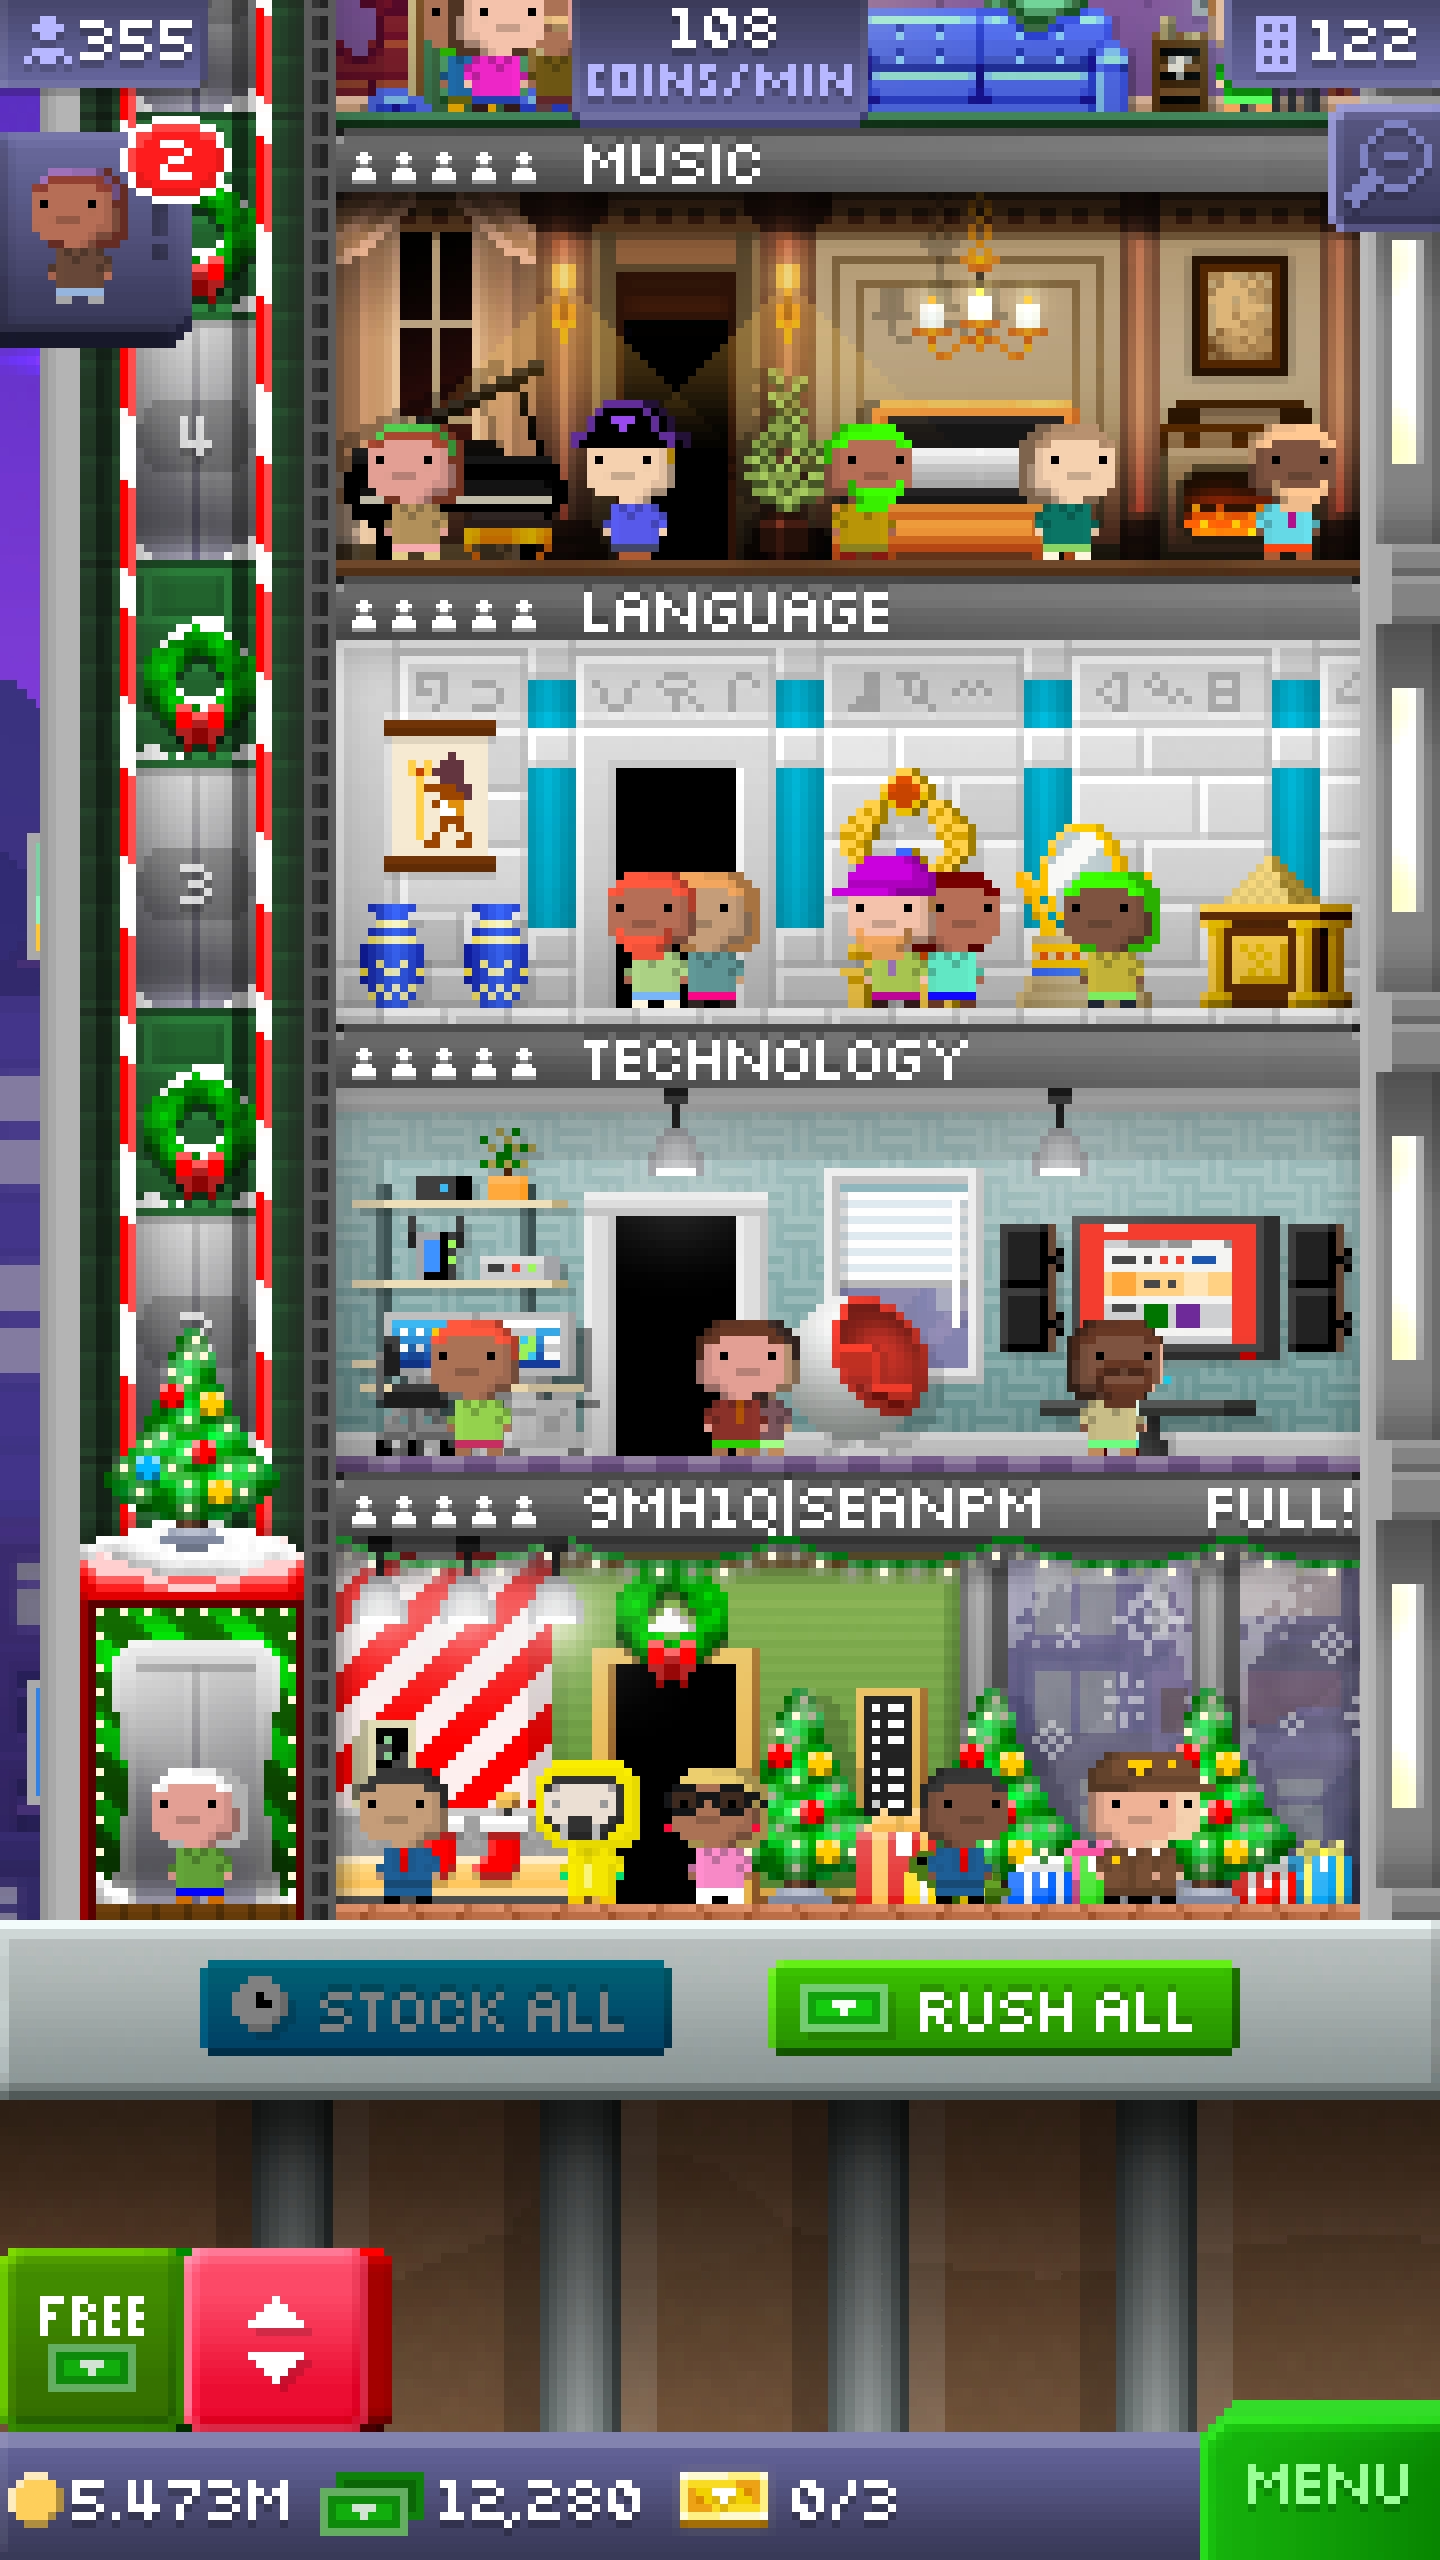 355
108
COINS/MIN
122
2
MUSIC
4
LANGUAGE
3
TECHNOLOGY
9MH1Q|SEANPM FULL!
STOCK ALL
RUSH ALL
FREE
5.473M
12,280
0/3
MENU